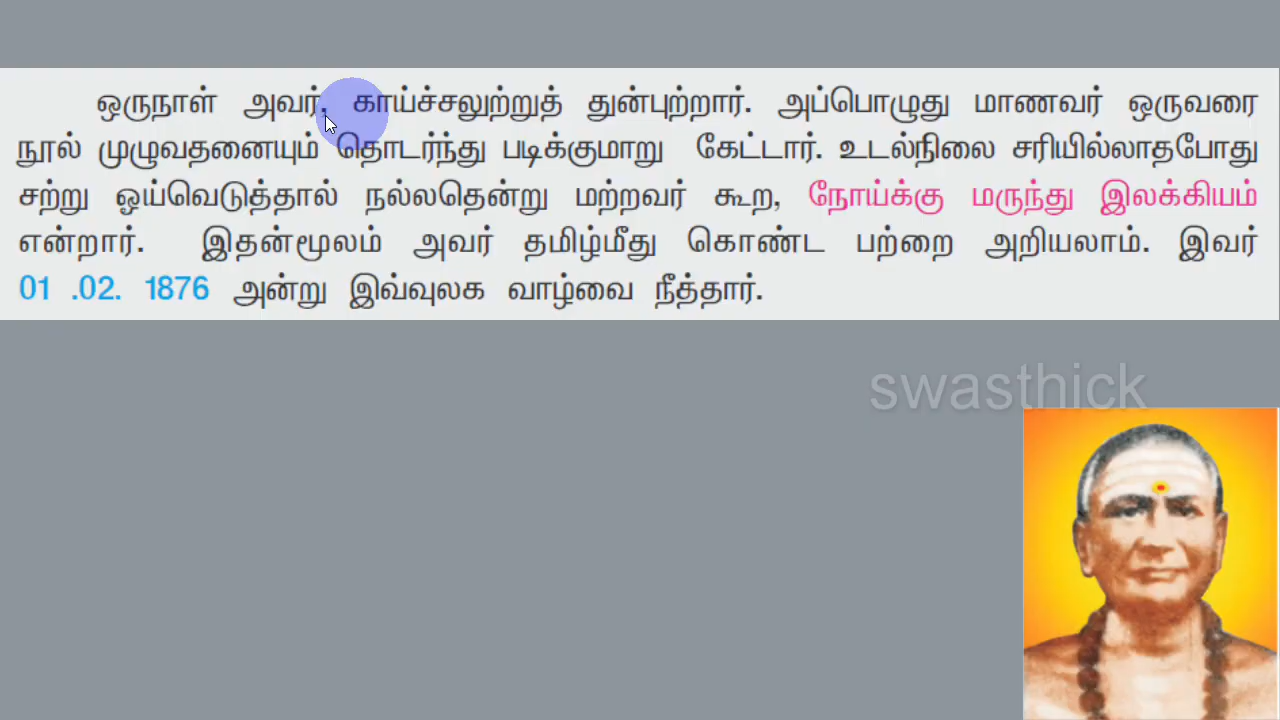 ஒருநாள் அவர், காய்ச்சலுற்றுத் துன்புற்றார். அப்பொழுது மாணவர் ஒருவரை
நூல் முழுவதனையும் தொடர்ந்து படிக்குமாறு கேட்டார். உடல்நிலை சரியில்லாதபோது
சற்று ஓய்வெடுத்தால் நல்லதென்று மற்றவர் கூற, நோய்க்கு மருந்து இலக்கியம்
என்றார். இதன்மூலம் அவர் தமிழ்மீது கொண்ட பற்றை அறியலாம். இவர்
01 .02. 1876 அன்று இவ்வுலக வாழ்வை நீத்தார்.
swasthick